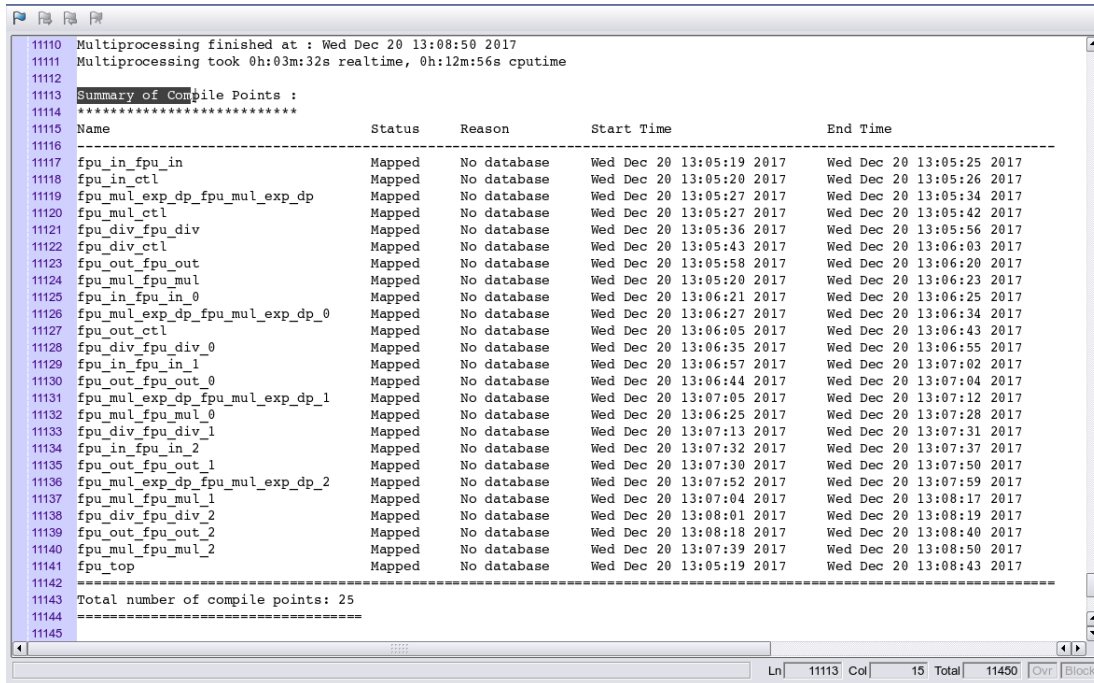 11110 Multiprocessing finished at : Wed Dec 20 13:08:50 2017
11111 Multiprocessing took 0h:03m:32s realtime, 0h:12m:56s cputime
11112
11113 Summary of Compile Points :
11114 ***************************
11115 Name Status Reason Start Time End Time
11116 ------------------------------------------------------------------------------------------------------------------------
11117 fpu_in_fpu_in Mapped No database Wed Dec 20 13:05:19 2017 Wed Dec 20 13:05:25 2017
11118 fpu_in_ctl Mapped No database Wed Dec 20 13:05:20 2017 Wed Dec 20 13:05:26 2017
11119 fpu_mul_exp_dp_fpu_mul_exp_dp Mapped No database Wed Dec 20 13:05:27 2017 Wed Dec 20 13:05:34 2017
11120 fpu_mul_ctl Mapped No database Wed Dec 20 13:05:27 2017 Wed Dec 20 13:05:42 2017
11121 fpu_div_fpu_div Mapped No database Wed Dec 20 13:05:36 2017 Wed Dec 20 13:05:56 2017
11122 fpu_div_ctl Mapped No database Wed Dec 20 13:05:43 2017 Wed Dec 20 13:06:03 2017
11123 fpu_out_fpu_out Mapped No database Wed Dec 20 13:05:58 2017 Wed Dec 20 13:06:20 2017
11124 fpu_mul_fpu_mul Mapped No database Wed Dec 20 13:05:20 2017 Wed Dec 20 13:06:23 2017
11125 fpu_in_fpu_in_0 Mapped No database Wed Dec 20 13:06:21 2017 Wed Dec 20 13:06:25 2017
11126 fpu_mul_exp_dp_fpu_mul_exp_dp_0 Mapped No database Wed Dec 20 13:06:27 2017 Wed Dec 20 13:06:34 2017
11127 fpu_out_ctl Mapped No database Wed Dec 20 13:06:05 2017 Wed Dec 20 13:06:43 2017
11128 fpu_div_fpu_div_0 Mapped No database Wed Dec 20 13:06:35 2017 Wed Dec 20 13:06:55 2017
11129 fpu_in_fpu_in_1 Mapped No database Wed Dec 20 13:06:57 2017 Wed Dec 20 13:07:02 2017
11130 fpu_out_fpu_out_0 Mapped No database Wed Dec 20 13:06:44 2017 Wed Dec 20 13:07:04 2017
11131 fpu_mul_exp_dp_fpu_mul_exp_dp_1 Mapped No database Wed Dec 20 13:07:05 2017 Wed Dec 20 13:07:12 2017
11132 fpu_mul_fpu_mul_0 Mapped No database Wed Dec 20 13:06:25 2017 Wed Dec 20 13:07:28 2017
11133 fpu_div_fpu_div_1 Mapped No database Wed Dec 20 13:07:13 2017 Wed Dec 20 13:07:31 2017
11134 fpu_in_fpu_in_2 Mapped No database Wed Dec 20 13:07:32 2017 Wed Dec 20 13:07:37 2017
11135 fpu_out_fpu_out_1 Mapped No database Wed Dec 20 13:07:30 2017 Wed Dec 20 13:07:50 2017
11136 fpu_mul_exp_dp_fpu_mul_exp_dp_2 Mapped No database Wed Dec 20 13:07:52 2017 Wed Dec 20 13:07:59 2017
11137 fpu_mul_fpu_mul_1 Mapped No database Wed Dec 20 13:07:04 2017 Wed Dec 20 13:08:17 2017
11138 fpu_div_fpu_div_2 Mapped No database Wed Dec 20 13:08:01 2017 Wed Dec 20 13:08:19 2017
11139 fpu_out_fpu_out_2 Mapped No database Wed Dec 20 13:08:18 2017 Wed Dec 20 13:08:40 2017
11140 fpu_mul_fpu_mul_2 Mapped No database Wed Dec 20 13:07:39 2017 Wed Dec 20 13:08:50 2017
11141 fpu_top Mapped No database Wed Dec 20 13:05:19 2017 Wed Dec 20 13:08:43 2017
11142 ========================================================================================================================
11143 Total number of compile points: 25
11144 ===================================
11145
Ln 11113 Col 15 Total 11450 Ovr Block